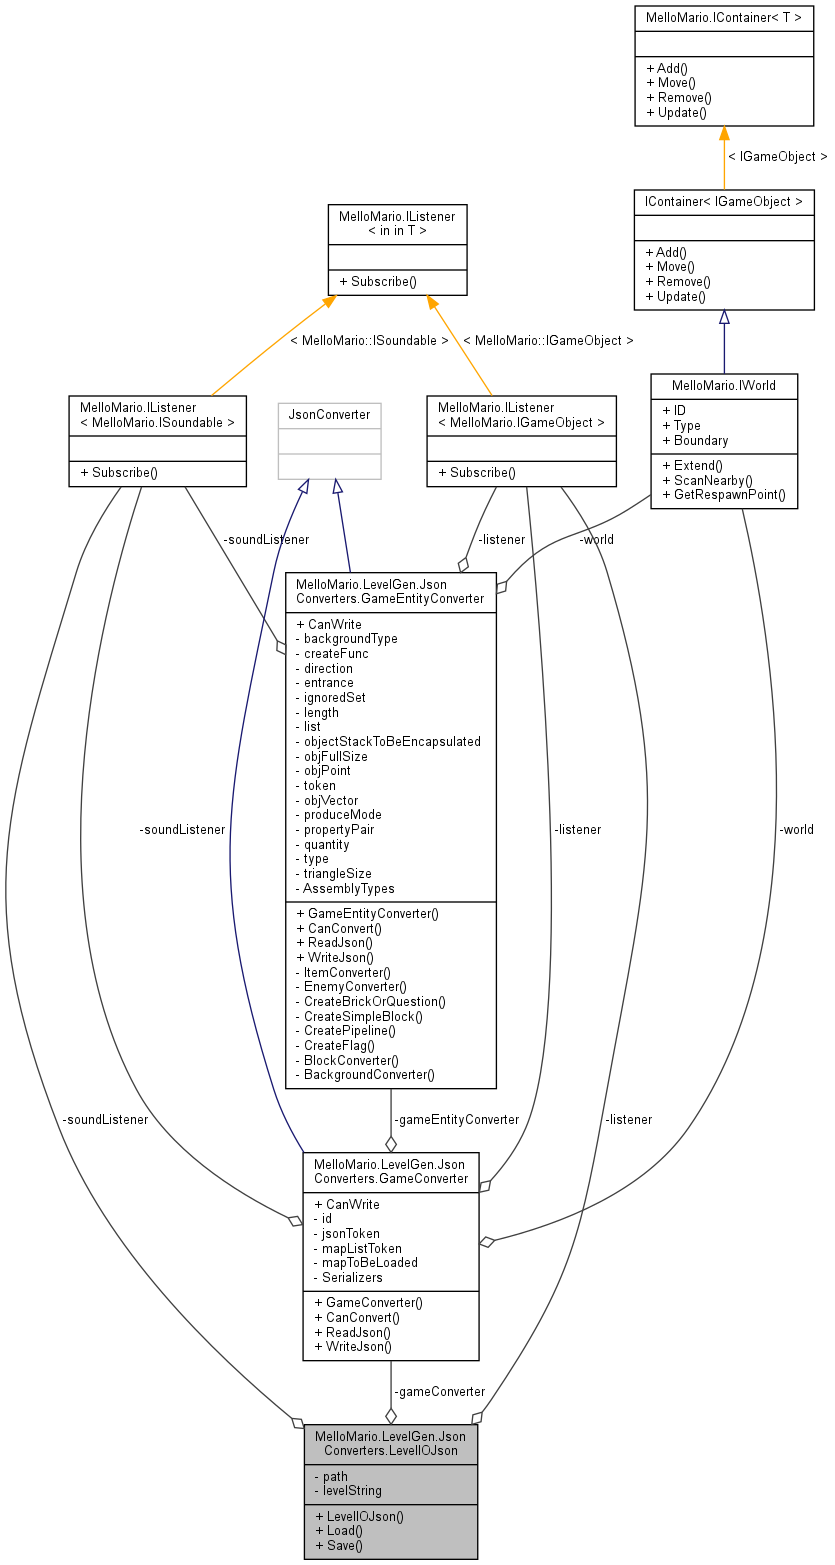 MelloMario.IContainer< T >
+ Add()
+ Move()
+ Remove()
+ Update()
< IGameObject >
IContainer< IGameObject >
+ Add()
+ Move()
+ Remove()
+ Update()
MelloMario.IListener
< in in T >
+ Subscribe()
< MelloMario::ISoundable >
< MelloMario::IGameObject >
MelloMario.IWorld
+ ID
+ Type
+ Boundary
+ Extend()
+ ScanNearby()
+ GetRespawnPoint()
MelloMario.IListener
< MelloMario.ISoundable >
+ Subscribe()
JsonConverter
MelloMario.IListener
< MelloMario.IGameObject >
+ Subscribe()
-soundListener
-listener
-world
MelloMario.LevelGen.Json
Converters.GameEntityConverter
+ CanWrite
- backgroundType
- createFunc
- direction
- entrance
- ignoredSet
- length
- list
- objectStackToBeEncapsulated
- objFullSize
- objPoint
- token
- objVector
- produceMode
- propertyPair
- quantity
- type
- triangleSize
- AssemblyTypes
+ GameEntityConverter()
+ CanConvert()
+ ReadJson()
+ WriteJson()
- ItemConverter()
- EnemyConverter()
- CreateBrickOrQuestion()
- CreateSimpleBlock()
- CreatePipeline()
- CreateFlag()
- BlockConverter()
- BackgroundConverter()
-soundListener
-listener
-world
-soundListener
-gameEntityConverter
-listener
MelloMario.LevelGen.Json
Converters.GameConverter
+ CanWrite
- id
- jsonToken
- mapListToken
- mapToBeLoaded
- Serializers
+ GameConverter()
+ CanConvert()
+ ReadJson()
+ WriteJson()
-gameConverter
MelloMario.LevelGen.Json
Converters.LevelIOJson
- path
- levelString
+ LevelIOJson()
+ Load()
+ Save()